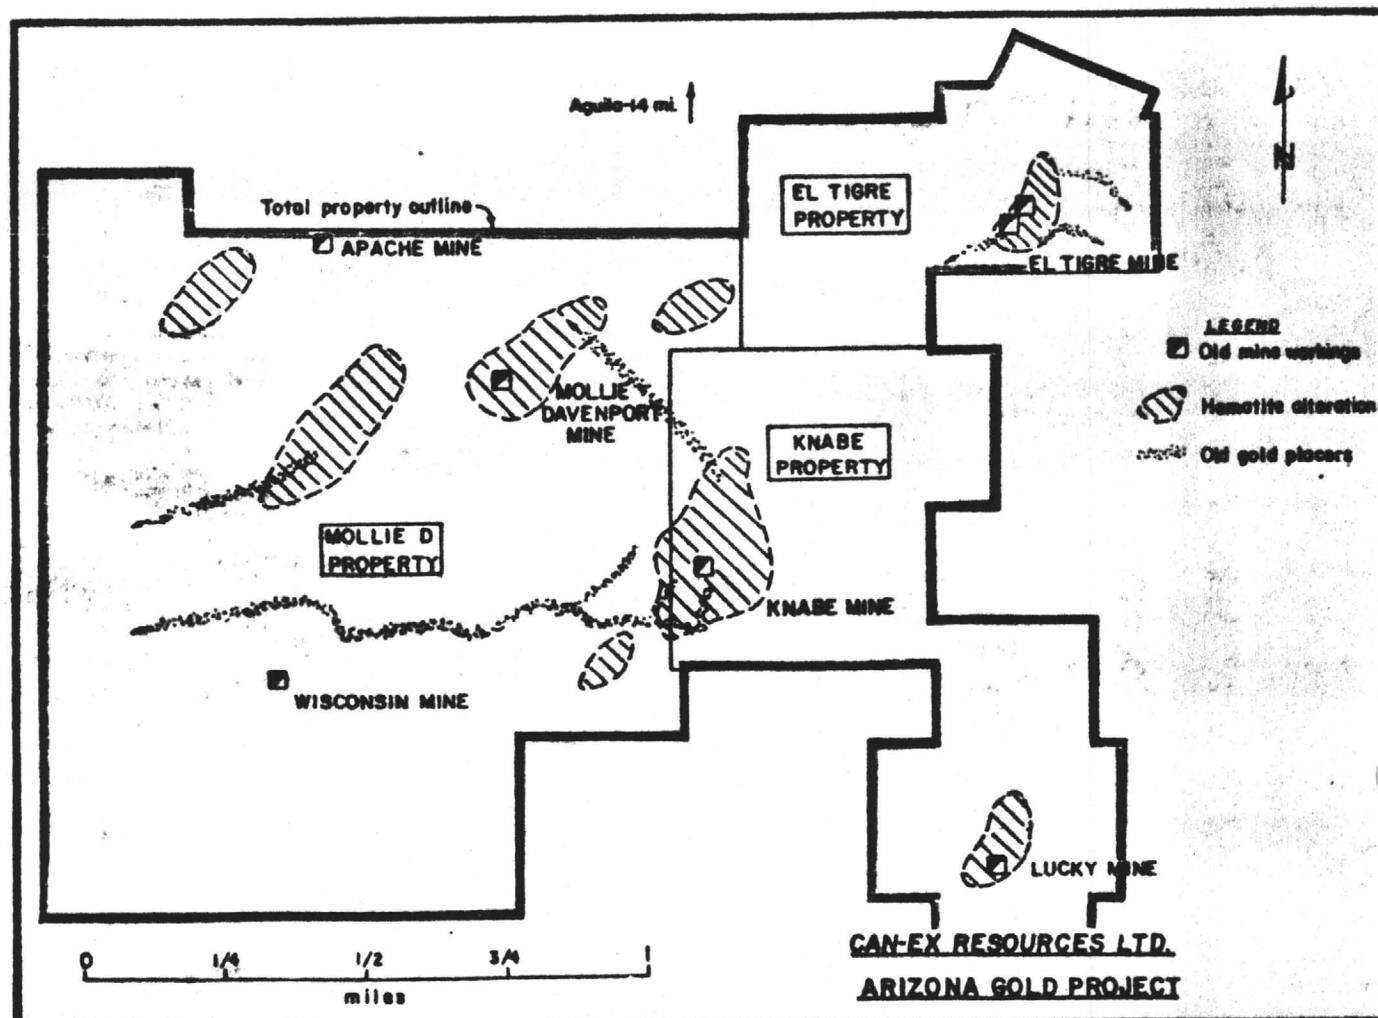 Aguila-14 mi.
N
EL TIGRE
PROPERTY
Total property outline
APACHE MINE
EL TIGRE MINE
LEGEND
Old mine workings
Hematite alteration
Old gold placers
MOLLIE
DAVENPORT
MINE
KNABE
PROPERTY
MOLLIE D
PROPERTY
KNABE MINE
WISCONSIN MINE
LUCKY MINE
0 1/4 1/2 3/4 1
miles
CAN-EX RESOURCES LTD.
ARIZONA GOLD PROJECT